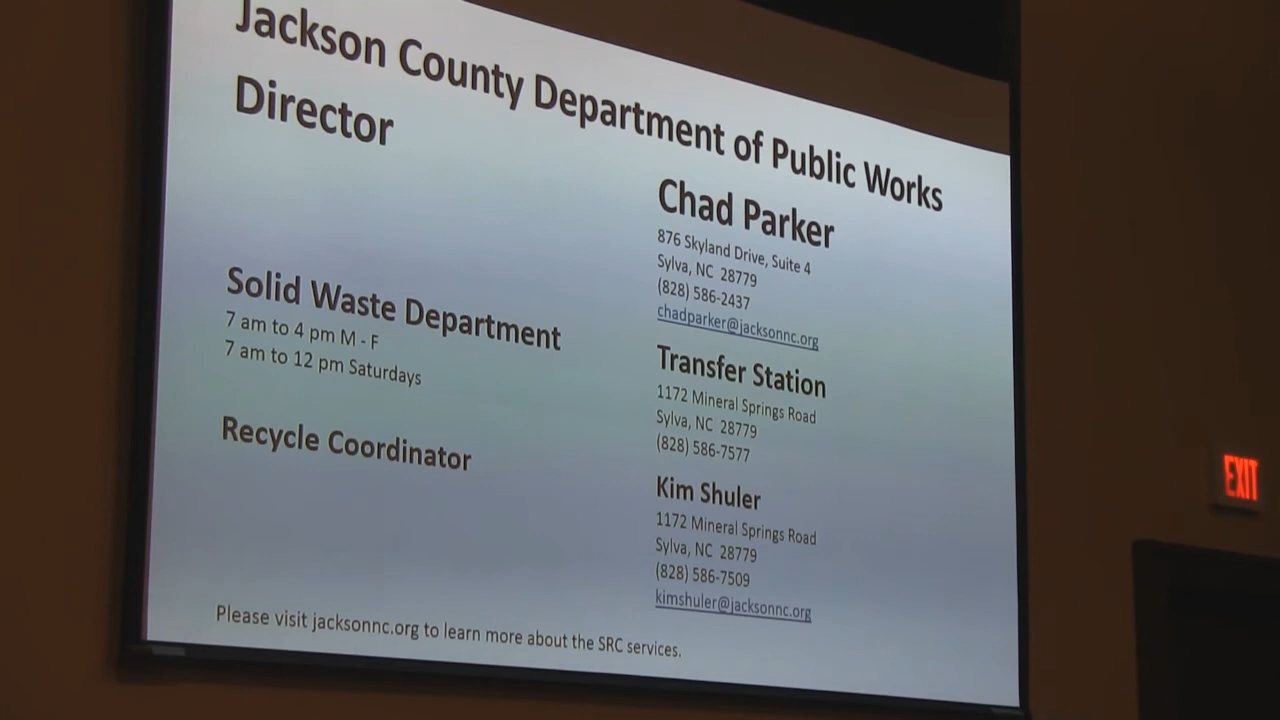 Jackson County Department of Public Works
Director
Chad Parker
876 Skyland Drive, Suite 4
Sylva, NC 28779
(828) 586-2437
chadparker@jacksonnc.org
Solid Waste Department
7 am to 4 pm M - F
7 am to 12 pm Saturdays
Transfer Station
1172 Mineral Springs Road
Sylva, NC 28779
(828) 586-7577
Recycle Coordinator
Kim Shuler
1172 Mineral Springs Road
Sylva, NC 28779
(828) 586-7509
kimshuler@jacksonnc.org
Please visit jacksonnc.org to learn more about the SRC services.
EXIT